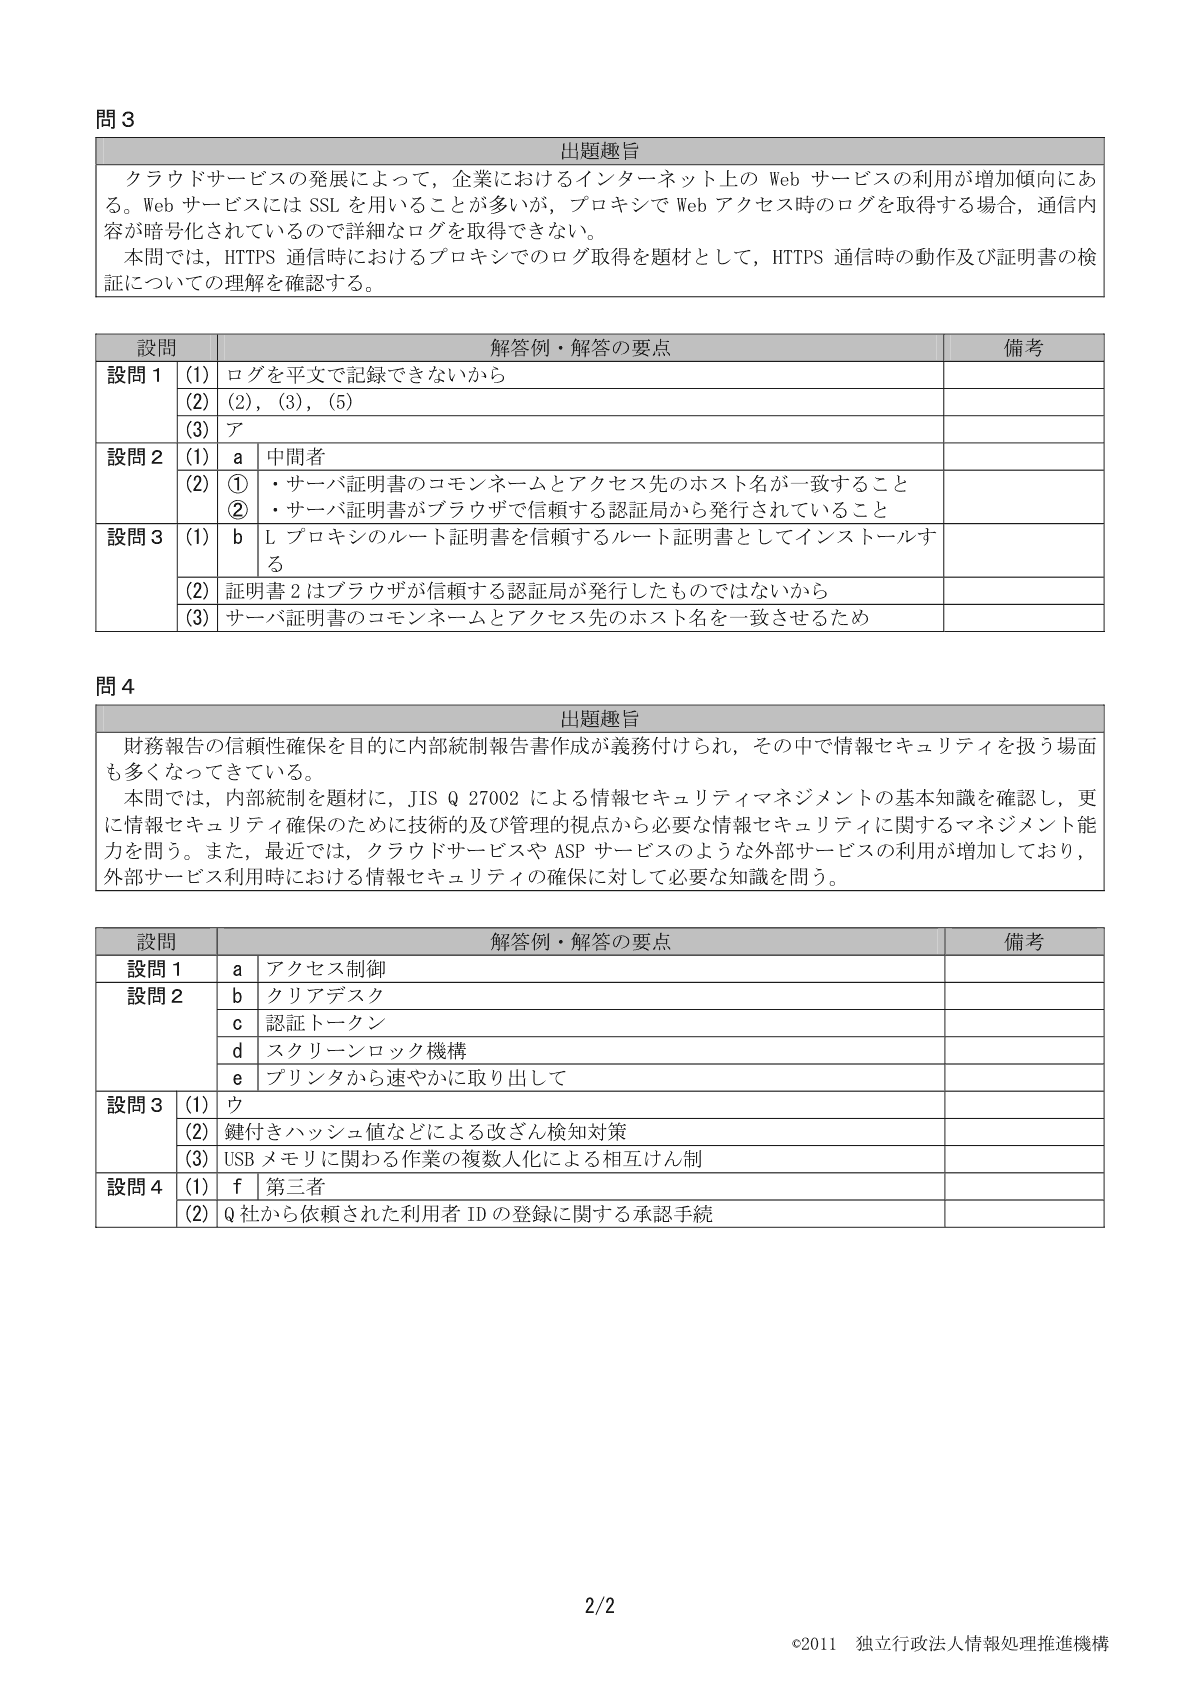 問３
出題趣旨
クラウドサービスの発展によって，企業におけるインターネット上の Web サービスの利用が増加傾向にあ
る。Web サービスには SSL を用いることが多いが，プロキシで Web アクセス時のログを取得する場合，通信内
容が暗号化されているので詳細なログを取得できない。
本問では，HTTPS 通信時におけるプロキシでのログ取得を題材として，HTTPS 通信時の動作及び証明書の検
証についての理解を確認する。
設問 解答例・解答の要点 備考
設問１ (1) ログを平文で記録できないから
(2) (2)，(3)，(5)
(3) ア
設問２ (1) a 中間者
(2) ① ・サーバ証明書のコモンネームとアクセス先のホスト名が一致すること
② ・サーバ証明書がブラウザで信頼する認証局から発行されていること
設問３ (1) b L プロキシのルート証明書を信頼するルート証明書としてインストールす
る
(2) 証明書２はブラウザが信頼する認証局が発行したものではないから
(3) サーバ証明書のコモンネームとアクセス先のホスト名を一致させるため
問４
出題趣旨
財務報告の信頼性確保を目的に内部統制報告書作成が義務付けられ，その中で情報セキュリティを扱う場面
も多くなってきている。
本問では，内部統制を題材に，JIS Q 27002 による情報セキュリティマネジメントの基本知識を確認し，更
に情報セキュリティ確保のために技術的及び管理的視点から必要な情報セキュリティに関するマネジメント能
力を問う。また，最近では，クラウドサービスや ASP サービスのような外部サービスの利用が増加しており，
外部サービス利用時における情報セキュリティの確保に対して必要な知識を問う。
設問 解答例・解答の要点 備考
設問１ a アクセス制御
設問２ b クリアデスク
c 認証トークン
d スクリーンロック機構
e プリンタから速やかに取り出して
設問３ (1) ウ
(2) 鍵付きハッシュ値などによる改ざん検知対策
(3) USB メモリに関わる作業の複数人化による相互けん制
設問４ (1) f 第三者
(2) Q 社から依頼された利用者 ID の登録に関する承認手続
2/2
©2011 独立行政法人情報処理推進機構